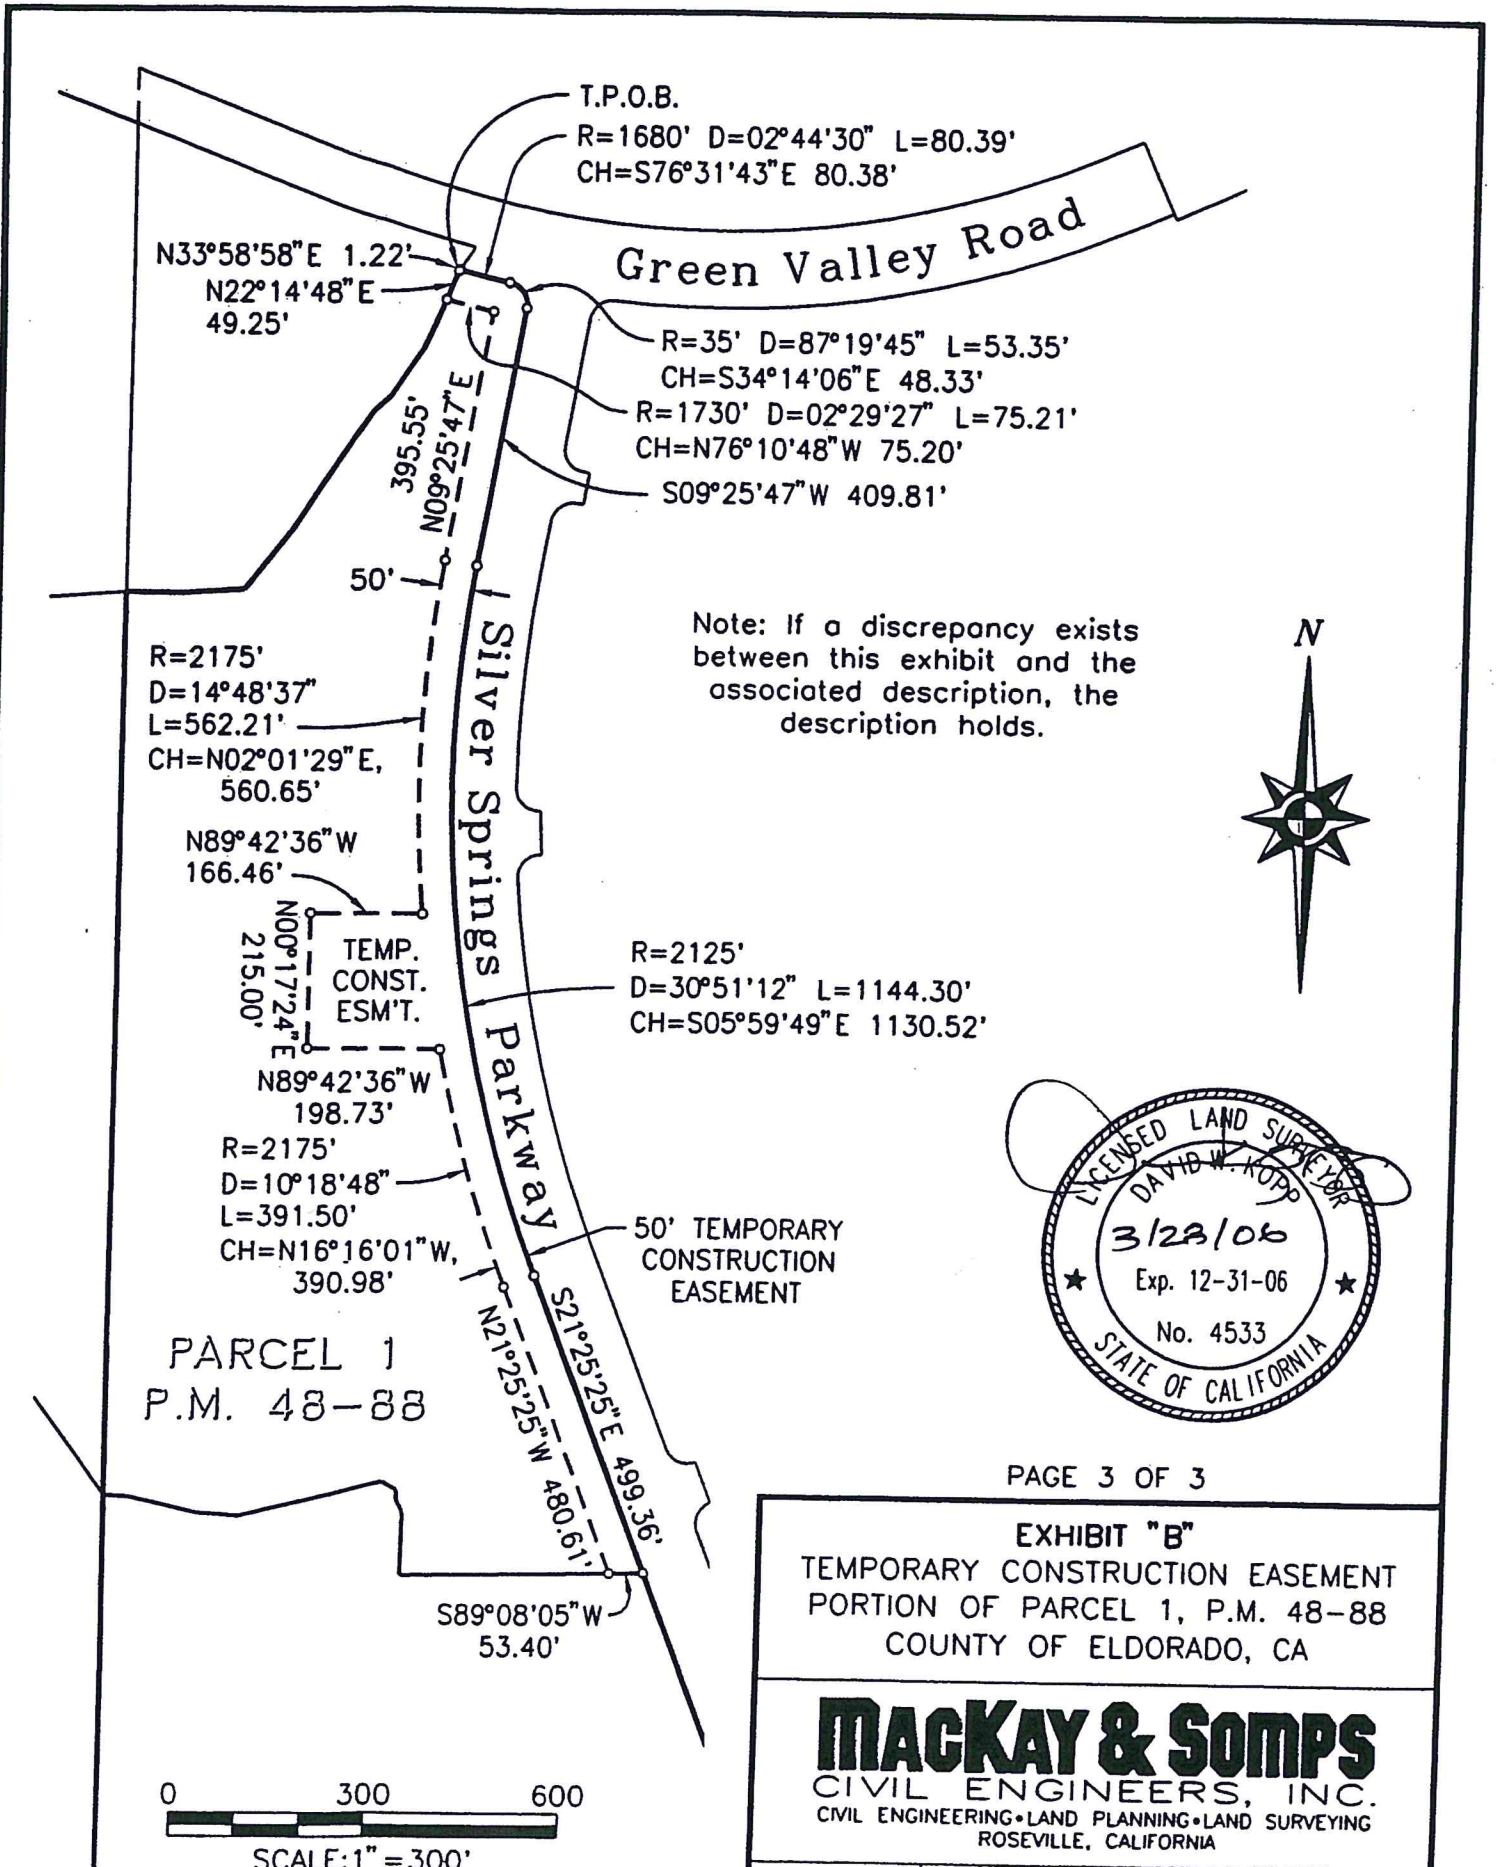 T.P.O.B.
R=1680' D=02°44'30" L=80.39'
CH=S76°31'43"E 80.38'
N33°58'58"E 1.22'
N22°14'48"E
49.25'
Green Valley Road
R=35' D=87°19'45" L=53.35'
CH=S34°14'06"E 48.33'
R=1730' D=02°29'27" L=75.21'
CH=N76°10'48"W 75.20'
S09°25'47"W 409.81'
N09°25'47"E
395.55'
50'
Silver Springs Parkway
Note: If a discrepancy exists
between this exhibit and the
associated description, the
description holds.
N
R=2175'
D=14°48'37"
L=562.21'
CH=N02°01'29"E,
560.65'
N89°42'36"W
166.46'
N00°17'24"E
215.00'
TEMP.
CONST.
ESM'T.
R=2125'
D=30°51'12" L=1144.30'
CH=S05°59'49"E 1130.52'
N89°42'36"W
198.73'
R=2175'
D=10°18'48"
L=391.50'
CH=N16°16'01"W,
390.98'
50' TEMPORARY
CONSTRUCTION
EASEMENT
S21°25'25"E 499.36'
N21°25'25"W 480.61'
PARCEL 1
P.M. 48-88
S89°08'05"W
53.40'
LICENSED LAND SURVEYOR
DAVID W. KOPP
3/23/06
Exp. 12-31-06
No. 4533
STATE OF CALIFORNIA
PAGE 3 OF 3
EXHIBIT "B"
TEMPORARY CONSTRUCTION EASEMENT
PORTION OF PARCEL 1, P.M. 48-88
COUNTY OF ELDORADO, CA
MACKAY & SOMPS
CIVIL ENGINEERS, INC.
CIVIL ENGINEERING•LAND PLANNING•LAND SURVEYING
ROSEVILLE, CALIFORNIA
0 300 600
SCALE: 1" = 300'